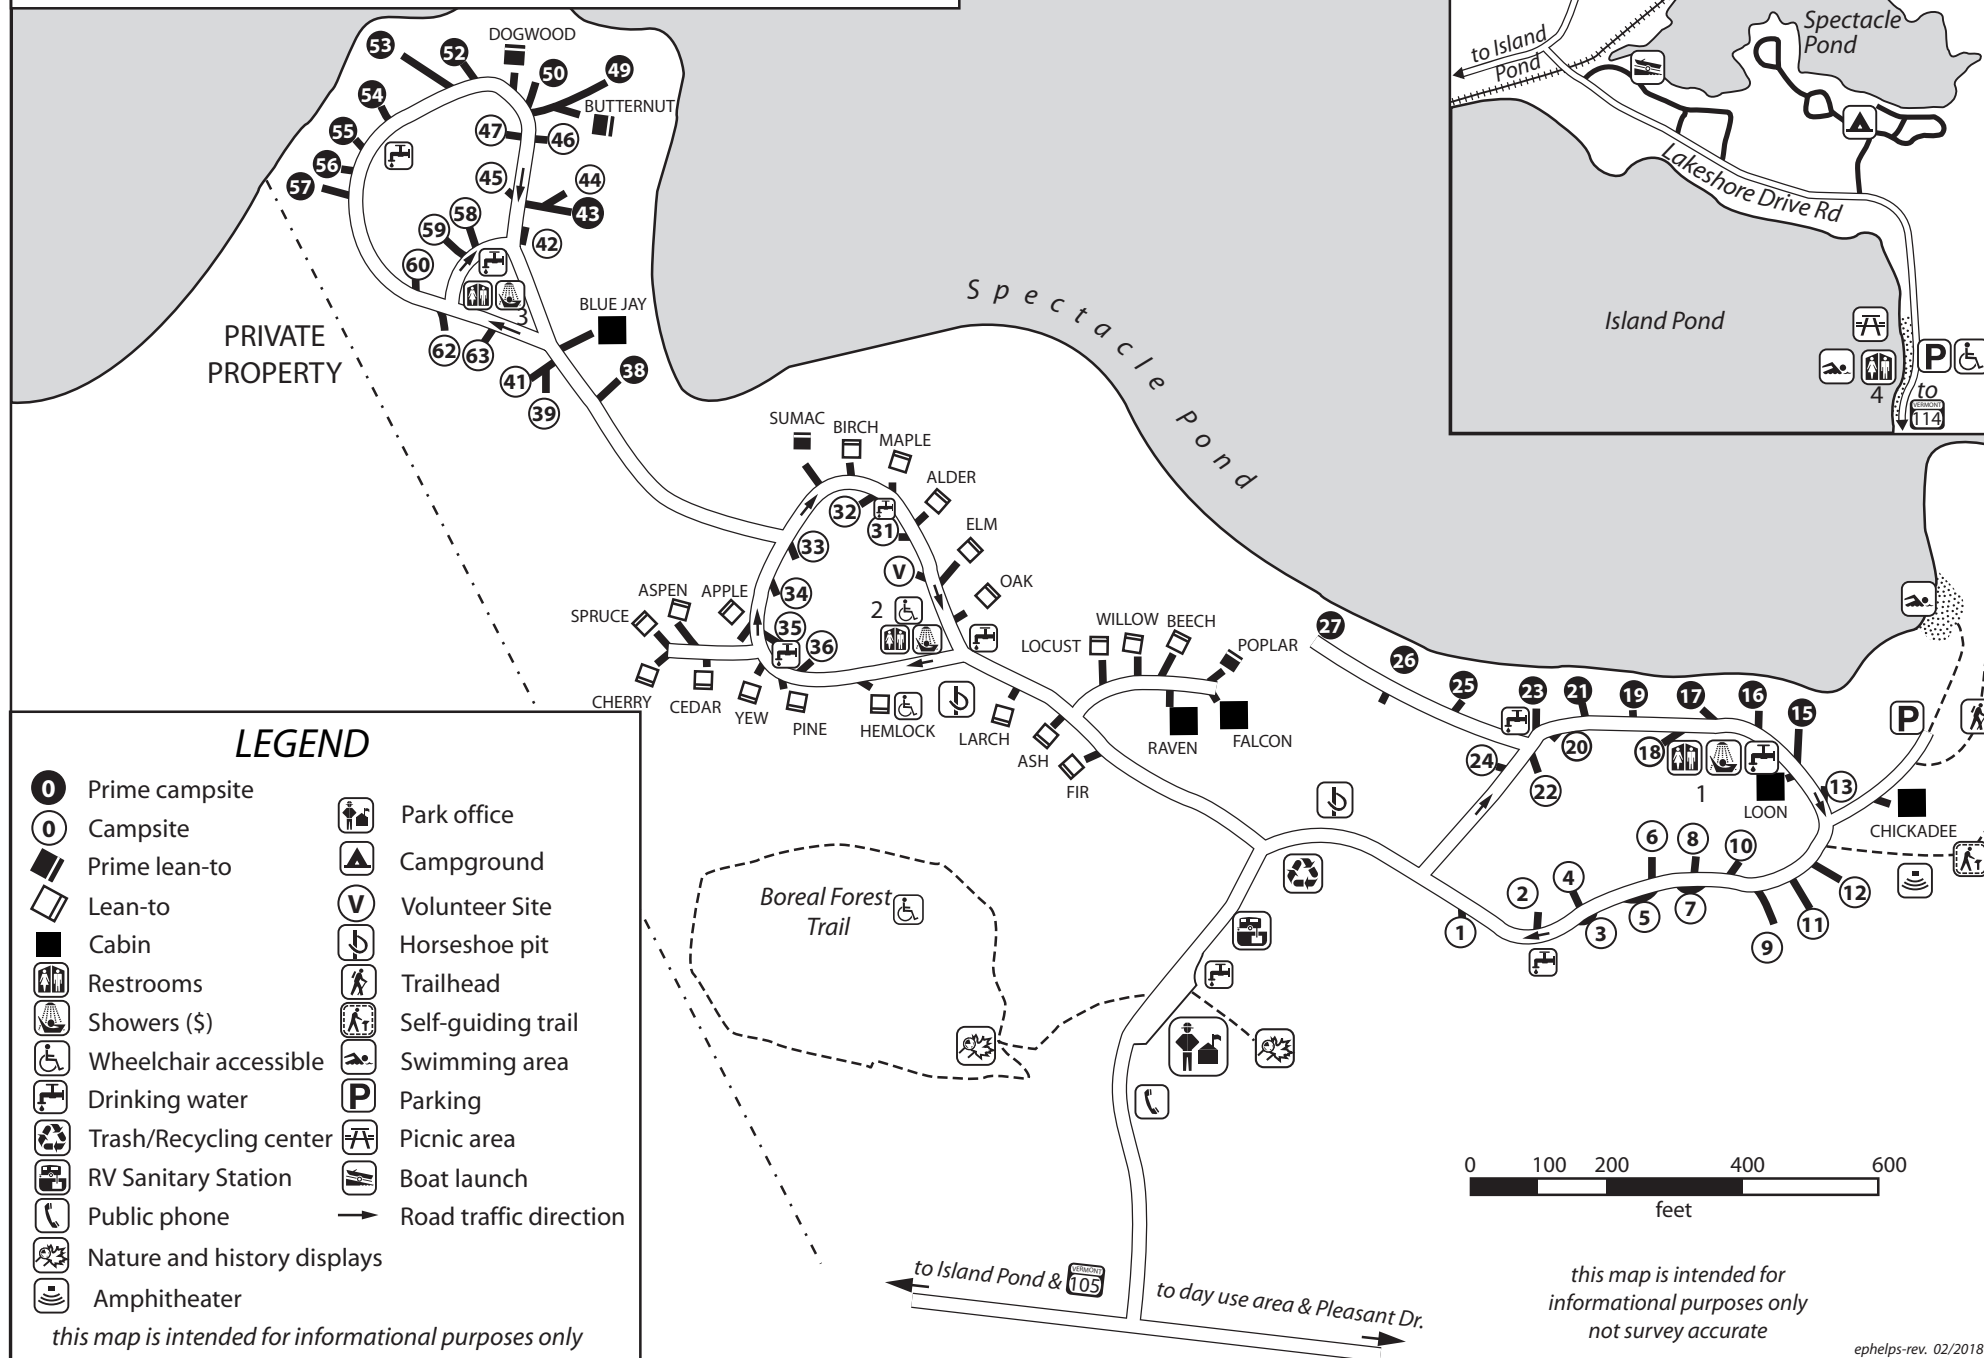 53
52
DOGWOOD
50
49
BUTTERNUT
54
55
56
57
47
46
45
44
43
58
59
42
60
3
BLUE JAY
62
63
41
38
39
PRIVATE
PROPERTY
Spectacle Pond
to Island
Pond
Spectacle
Pond
Lakeshore Drive Rd
Island Pond
P
4
to
VERMONT
114
SUMAC
BIRCH
MAPLE
ALDER
ELM
OAK
32
31
33
V
34
2
35
36
SPRUCE
ASPEN
APPLE
CHERRY
CEDAR
YEW
PINE
HEMLOCK
LARCH
ASH
FIR
LOCUST
WILLOW
BEECH
POPLAR
RAVEN
FALCON
27
26
25
23
21
19
17
16
15
24
22
20
18
1
LOON
13
P
CHICKADEE
6
8
10
2
4
12
1
3
5
7
9
11
Boreal Forest
Trail
LEGEND
0 Prime campsite
0 Campsite
Prime lean-to
Lean-to
Cabin
Restrooms
Showers ($)
Wheelchair accessible
Drinking water
Trash/Recycling center
RV Sanitary Station
Public phone
Nature and history displays
Amphitheater
Park office
Campground
V Volunteer Site
Horseshoe pit
Trailhead
Self-guiding trail
Swimming area
P Parking
Picnic area
Boat launch
Road traffic direction
this map is intended for informational purposes only
to Island Pond & VERMONT 105
to day use area & Pleasant Dr.
0 100 200 400 600
feet
this map is intended for
informational purposes only
not survey accurate
ephelps-rev. 02/2018